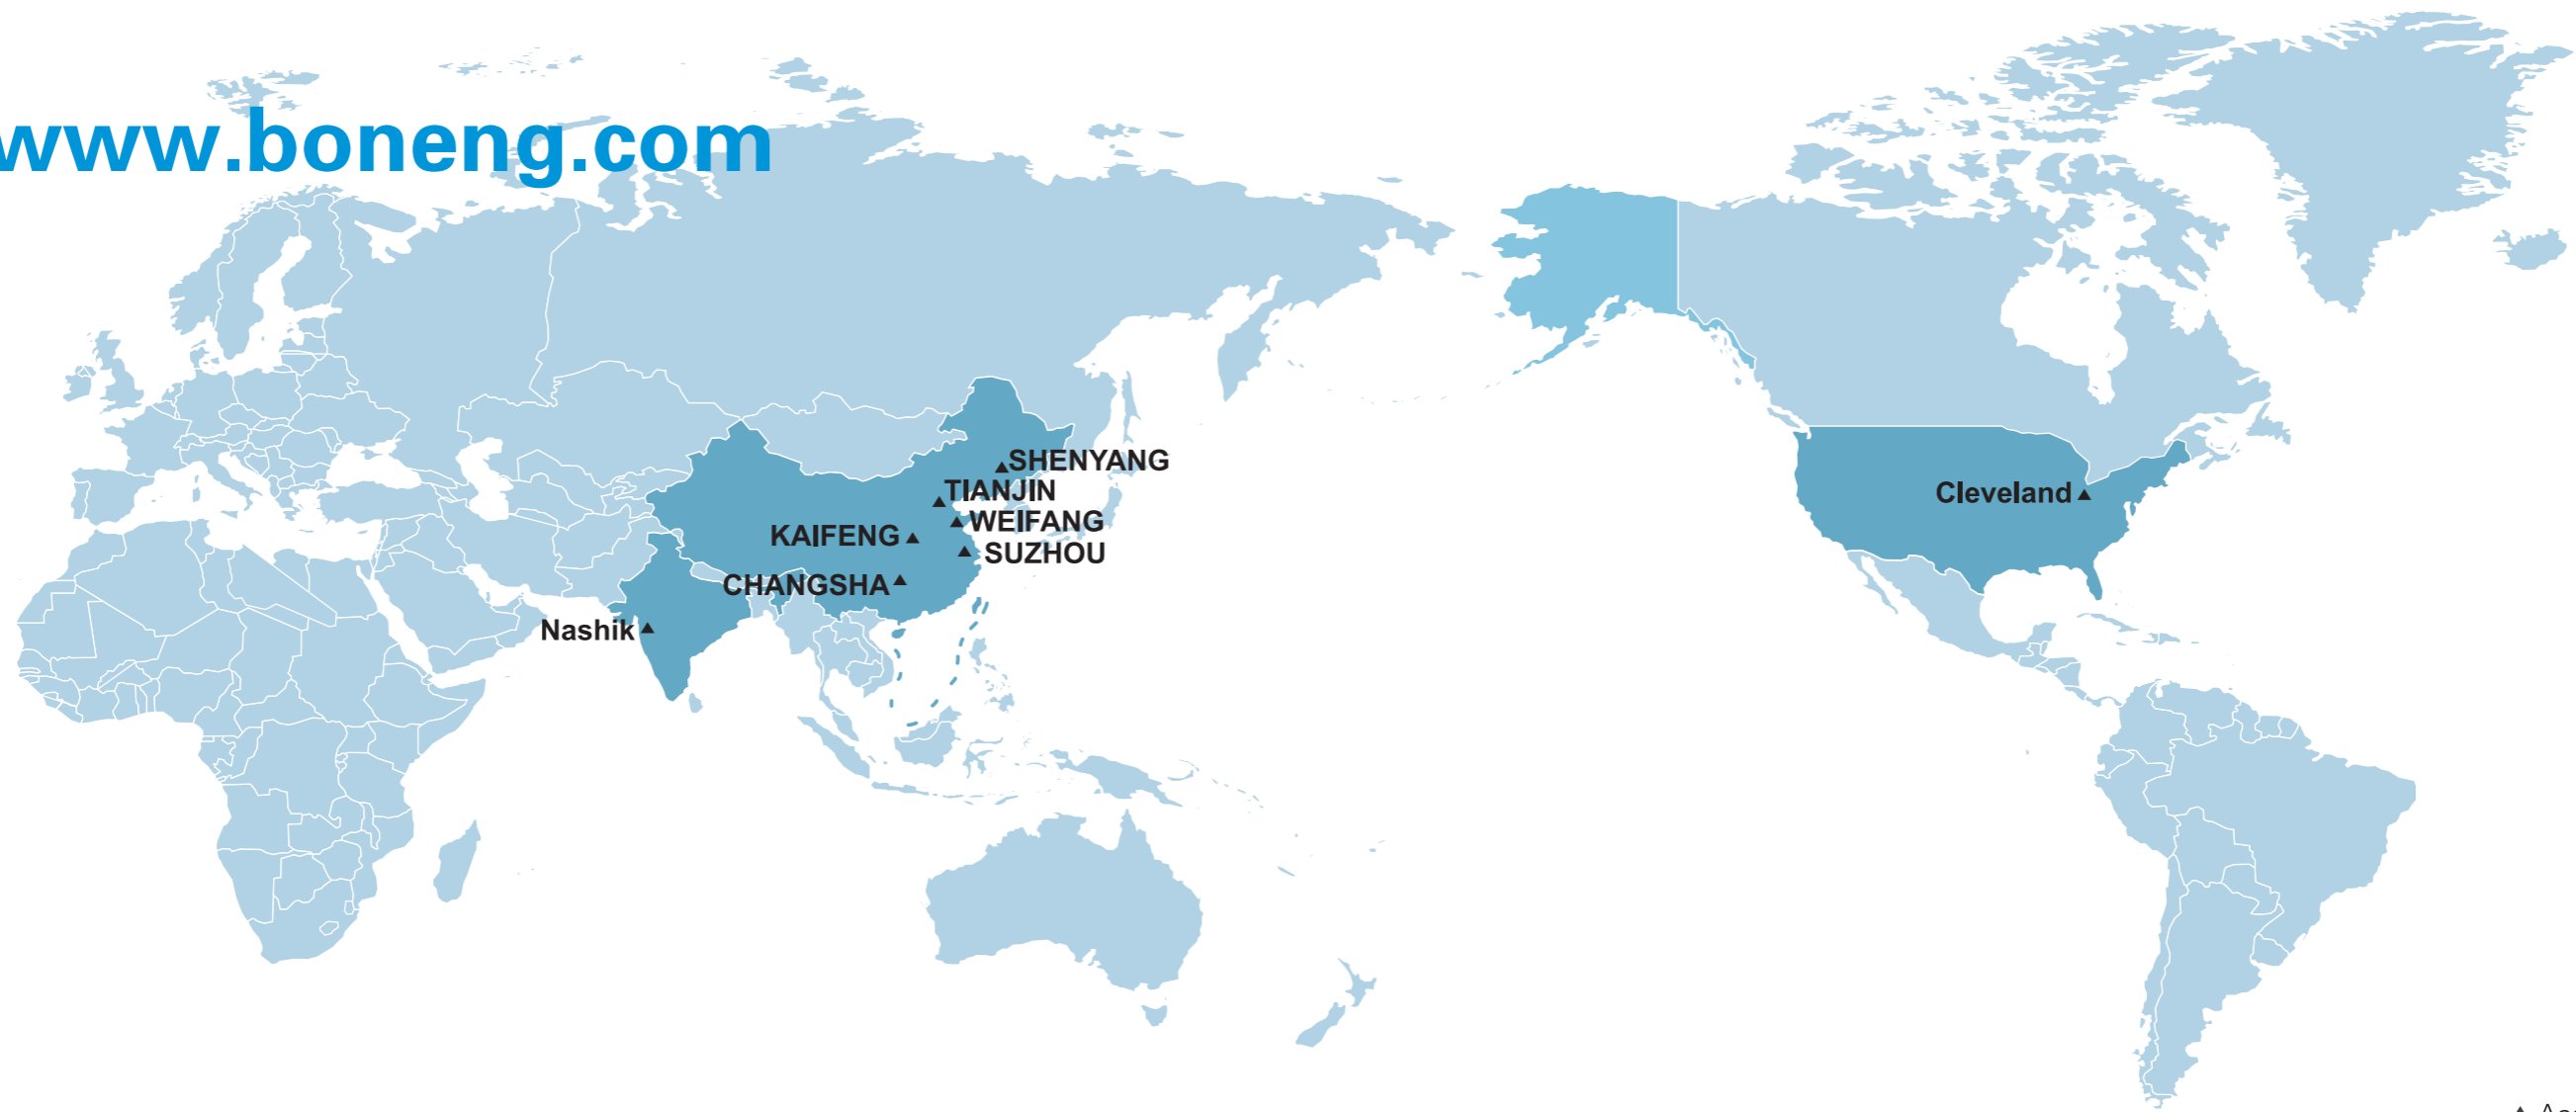 www.boneng.com
SHENYANG
TIANJIN
WEIFANG
KAIFENG
SUZHOU
CHANGSHA
Nashik
Cleveland